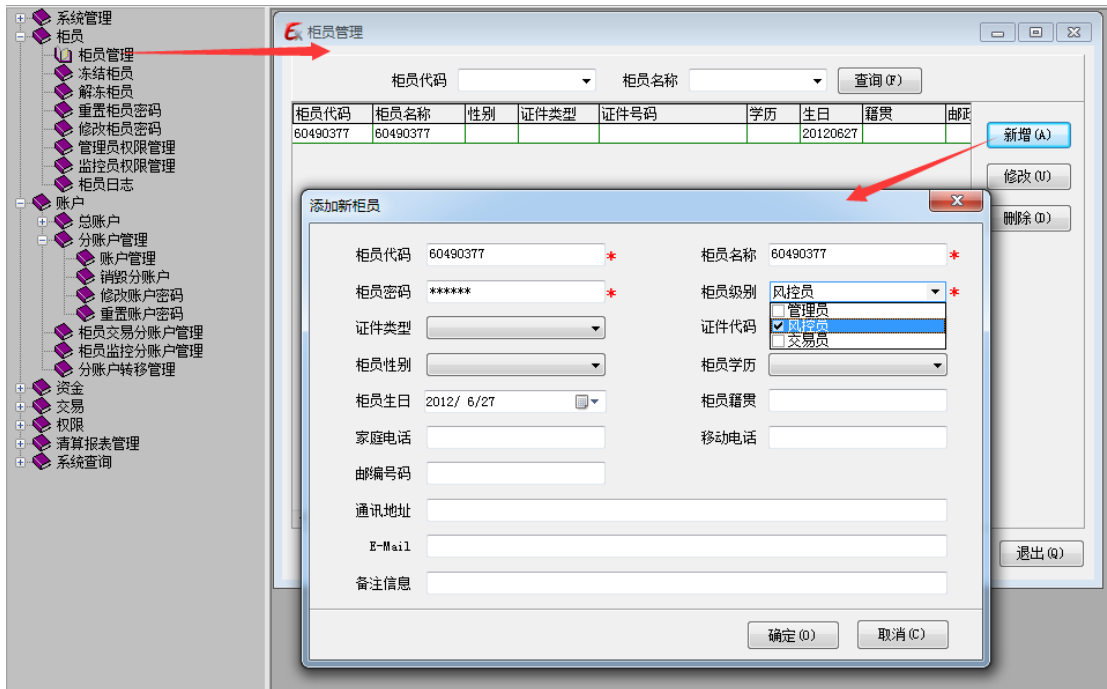 系统管理
柜员
柜员管理
冻结柜员
解冻柜员
重置柜员密码
修改柜员密码
管理员权限管理
监控员权限管理
柜员日志
账户
总账户
分账户管理
账户管理
销毁分账户
修改账户密码
重置账户密码
柜员交易分账户管理
柜员监控分账户管理
分账户转移管理
资金
交易
权限
清算报表管理
系统查询
柜员管理
柜员代码 柜员名称 查询(F)
柜员代码 柜员名称 性别 证件类型 证件号码 学历 生日 籍贯
60490377 60490377 20120627
新增(A)
修改(U)
删除(D)
退出(Q)
添加新柜员
柜员代码 60490377 * 柜员名称 60490377 *
柜员密码 ****** * 柜员级别 风控员 *
管理员
证件类型 证件代码 风控员
交易员
柜员性别 柜员学历
柜员生日 2012/ 6/27 柜员籍贯
家庭电话 移动电话
邮编号码
通讯地址
E-Mail
备注信息
确定(O) 取消(C)